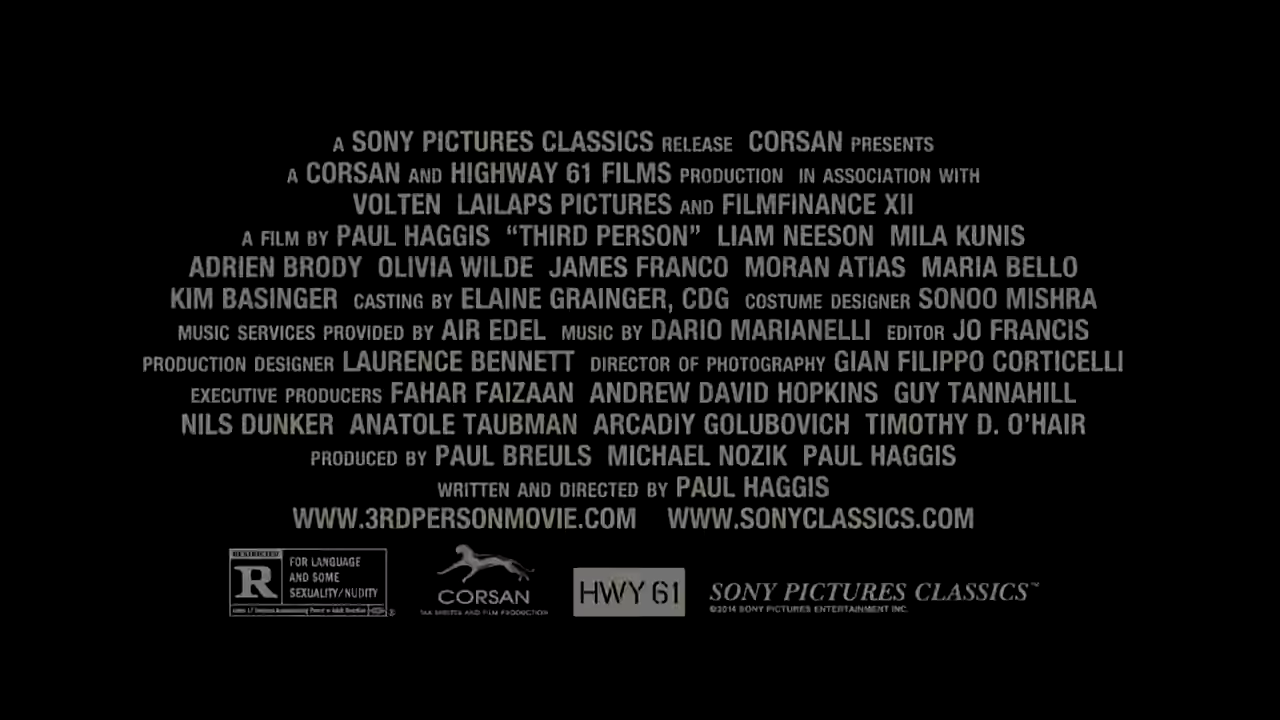 A SONY PICTURES CLASSICS RELEASE CORSAN PRESENTS
A CORSAN AND HIGHWAY 61 FILMS PRODUCTION IN ASSOCIATION WITH
VOLTEN LAILAPS PICTURES AND FILMFINANCE XII
A FILM BY PAUL HAGGIS “THIRD PERSON” LIAM NEESON MILA KUNIS
ADRIEN BRODY OLIVIA WILDE JAMES FRANCO MORAN ATIAS MARIA BELLO
KIM BASINGER CASTING BY ELAINE GRAINGER, CDG COSTUME DESIGNER SONOO MISHRA
MUSIC SERVICES PROVIDED BY AIR EDEL MUSIC BY DARIO MARIANELLI EDITOR JO FRANCIS
PRODUCTION DESIGNER LAURENCE BENNETT DIRECTOR OF PHOTOGRAPHY GIAN FILIPPO CORTICELLI
EXECUTIVE PRODUCERS FAHAR FAIZAAN ANDREW DAVID HOPKINS GUY TANNAHILL
NILS DUNKER ANATOLE TAUBMAN ARCADIY GOLUBOVICH TIMOTHY D. O’HAIR
PRODUCED BY PAUL BREULS MICHAEL NOZIK PAUL HAGGIS
WRITTEN AND DIRECTED BY PAUL HAGGIS
WWW.3RDPERSONMOVIE.COM WWW.SONYCLASSICS.COM
RESTRICTED
R
FOR LANGUAGE
AND SOME
SEXUALITY/NUDITY
CORSAN
HWY 61
SONY PICTURES CLASSICS™
©2014 SONY PICTURES ENTERTAINMENT INC.